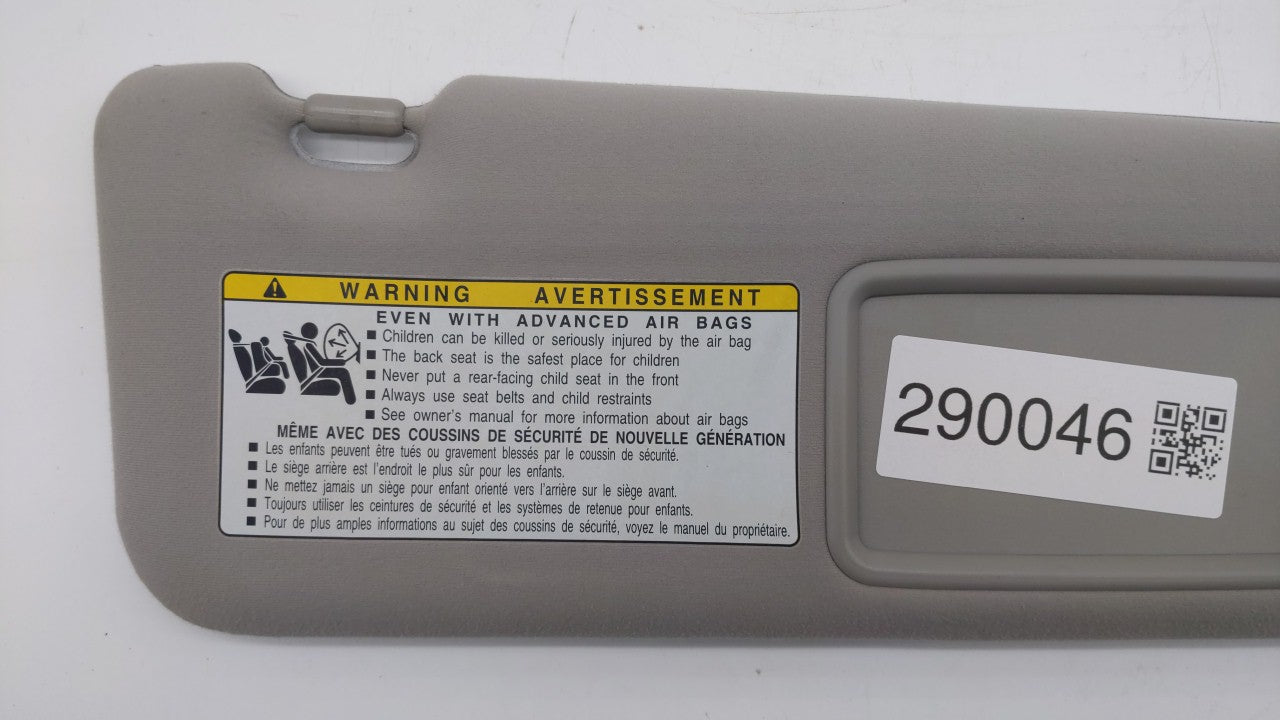 WARNING AVERTISSEMENT
EVEN WITH ADVANCED AIR BAGS
■ Children can be killed or seriously injured by the air bag
■ The back seat is the safest place for children
■ Never put a rear-facing child seat in the front
■ Always use seat belts and child restraints
■ See owner's manual for more information about air bags
MÊME AVEC DES COUSSINS DE SÉCURITÉ DE NOUVELLE GÉNÉRATION
■ Les enfants peuvent être tués ou gravement blessés par le coussin de sécurité.
■ Le siège arrière est l'endroit le plus sûr pour les enfants.
■ Ne mettez jamais un siège pour enfant orienté vers l'arrière sur le siège avant.
■ Toujours utiliser les ceintures de sécurité et les systèmes de retenue pour enfants.
■ Pour de plus amples informations au sujet des coussins de sécurité, voyez le manuel du propriétaire.
290046